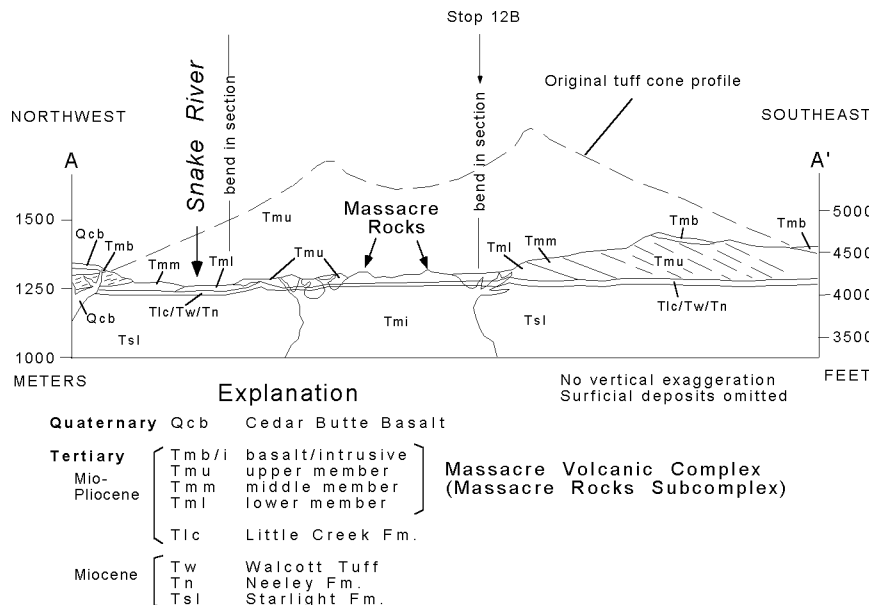 Stop 12B
NORTHWEST
SOUTHEAST
A
A'
Snake River
bend in section
bend in section
Original tuff cone profile
Massacre
Rocks
1500
1250
1000
METERS
5000
4500
4000
3500
FEET
Qcb
Tmb
Tmm
Tml
Tmu
Tmu
Tml
Tmm
Tmb
Tmb
Tmu
Qcb
Tlc/Tw/Tn
Tlc/Tw/Tn
Tsl
Tmi
Tsl
No vertical exaggeration
Surficial deposits omitted
Explanation
Quaternary Qcb Cedar Butte Basalt
Tertiary Tmb/i basalt/intrusive
Mio-
Pliocene
Tmu upper member
Tmm middle member
Tml lower member
Massacre Volcanic Complex
(Massacre Rocks Subcomplex)
Tlc Little Creek Fm.
Miocene
Tw Walcott Tuff
Tn Neeley Fm.
Tsl Starlight Fm.